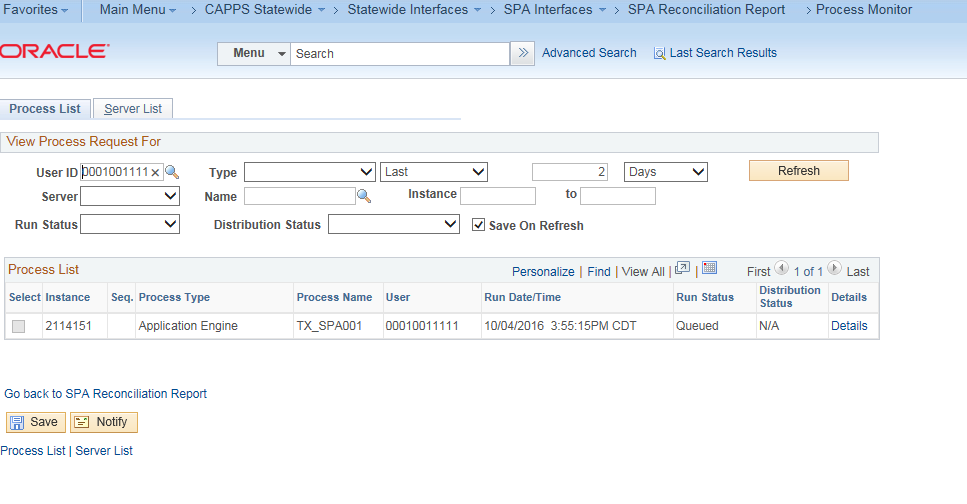 Favorites Main Menu > CAPPS Statewide > Statewide Interfaces > SPA Interfaces > SPA Reconciliation Report > Process Monitor
ORACLE
Menu Search >> Advanced Search Last Search Results
Process List Server List
View Process Request For
User ID 0001001111 × Type Last 2 Days Refresh
Server Name Instance to
Run Status Distribution Status Save On Refresh
Process List Personalize | Find | View All | | First 1 of 1 Last
Select Instance Seq. Process Type Process Name User Run Date/Time Run Status Distribution Status Details
2114151 Application Engine TX_SPA001 00010011111 10/04/2016 3:55:15PM CDT Queued N/A Details
Go back to SPA Reconciliation Report
Save Notify
Process List | Server List